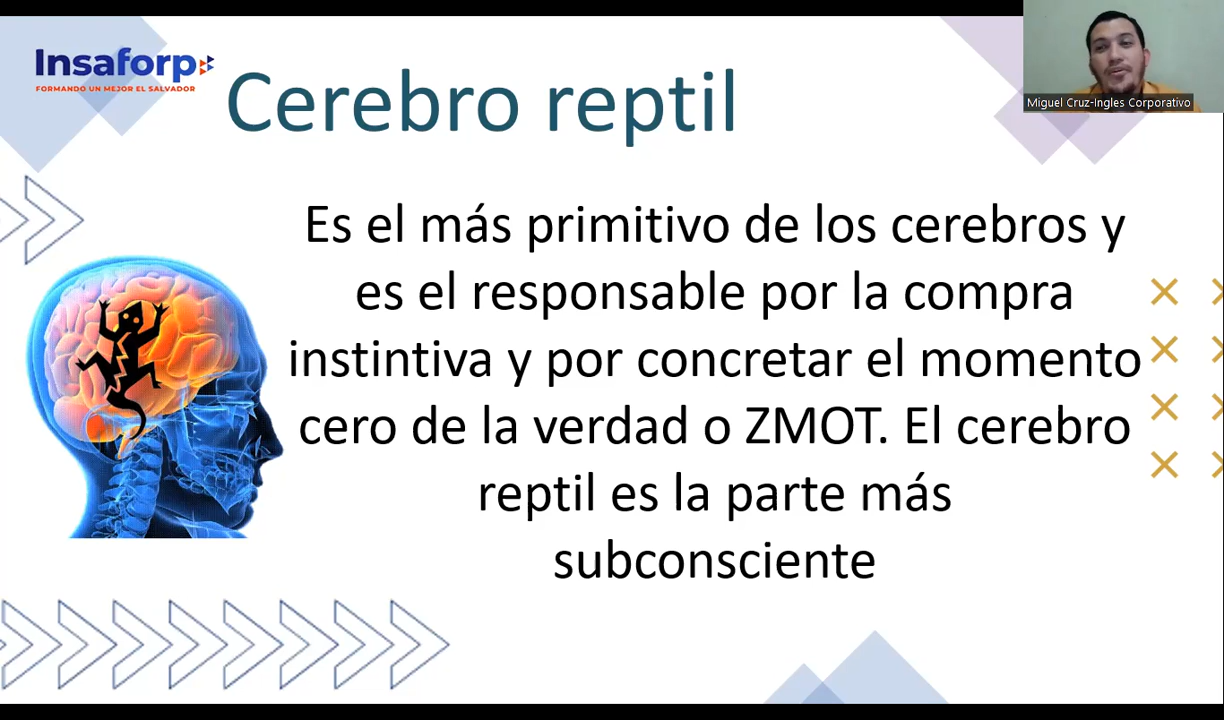 Insaforp
FORMANDO UN MEJOR EL SALVADOR
Cerebro reptil
Miguel Cruz-Ingles Corporativo
Es el más primitivo de los cerebros y
es el responsable por la compra
instintiva y por concretar el momento
cero de la verdad o ZMOT. El cerebro
reptil es la parte más
subconsciente